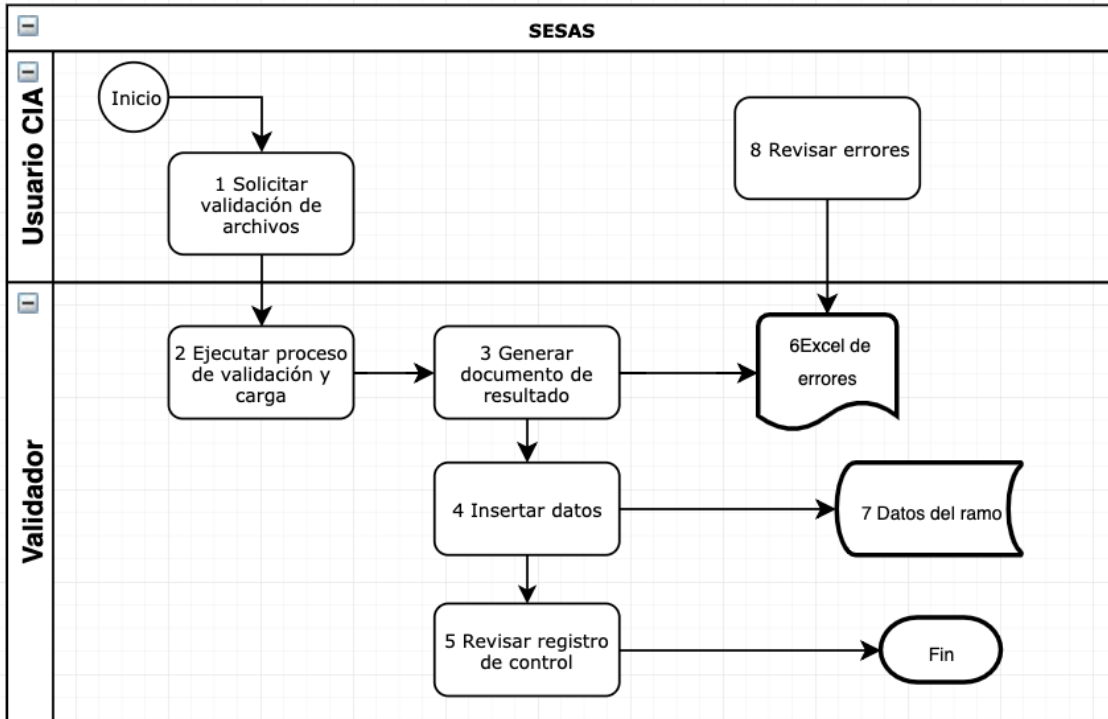 SESAS
Usuario CIA
Inicio
1 Solicitar
validación de
archivos
8 Revisar errores
Validador
2 Ejecutar proceso
de validación y
carga
3 Generar
documento de
resultado
6Excel de
errores
4 Insertar datos
7 Datos del ramo
5 Revisar registro
de control
Fin